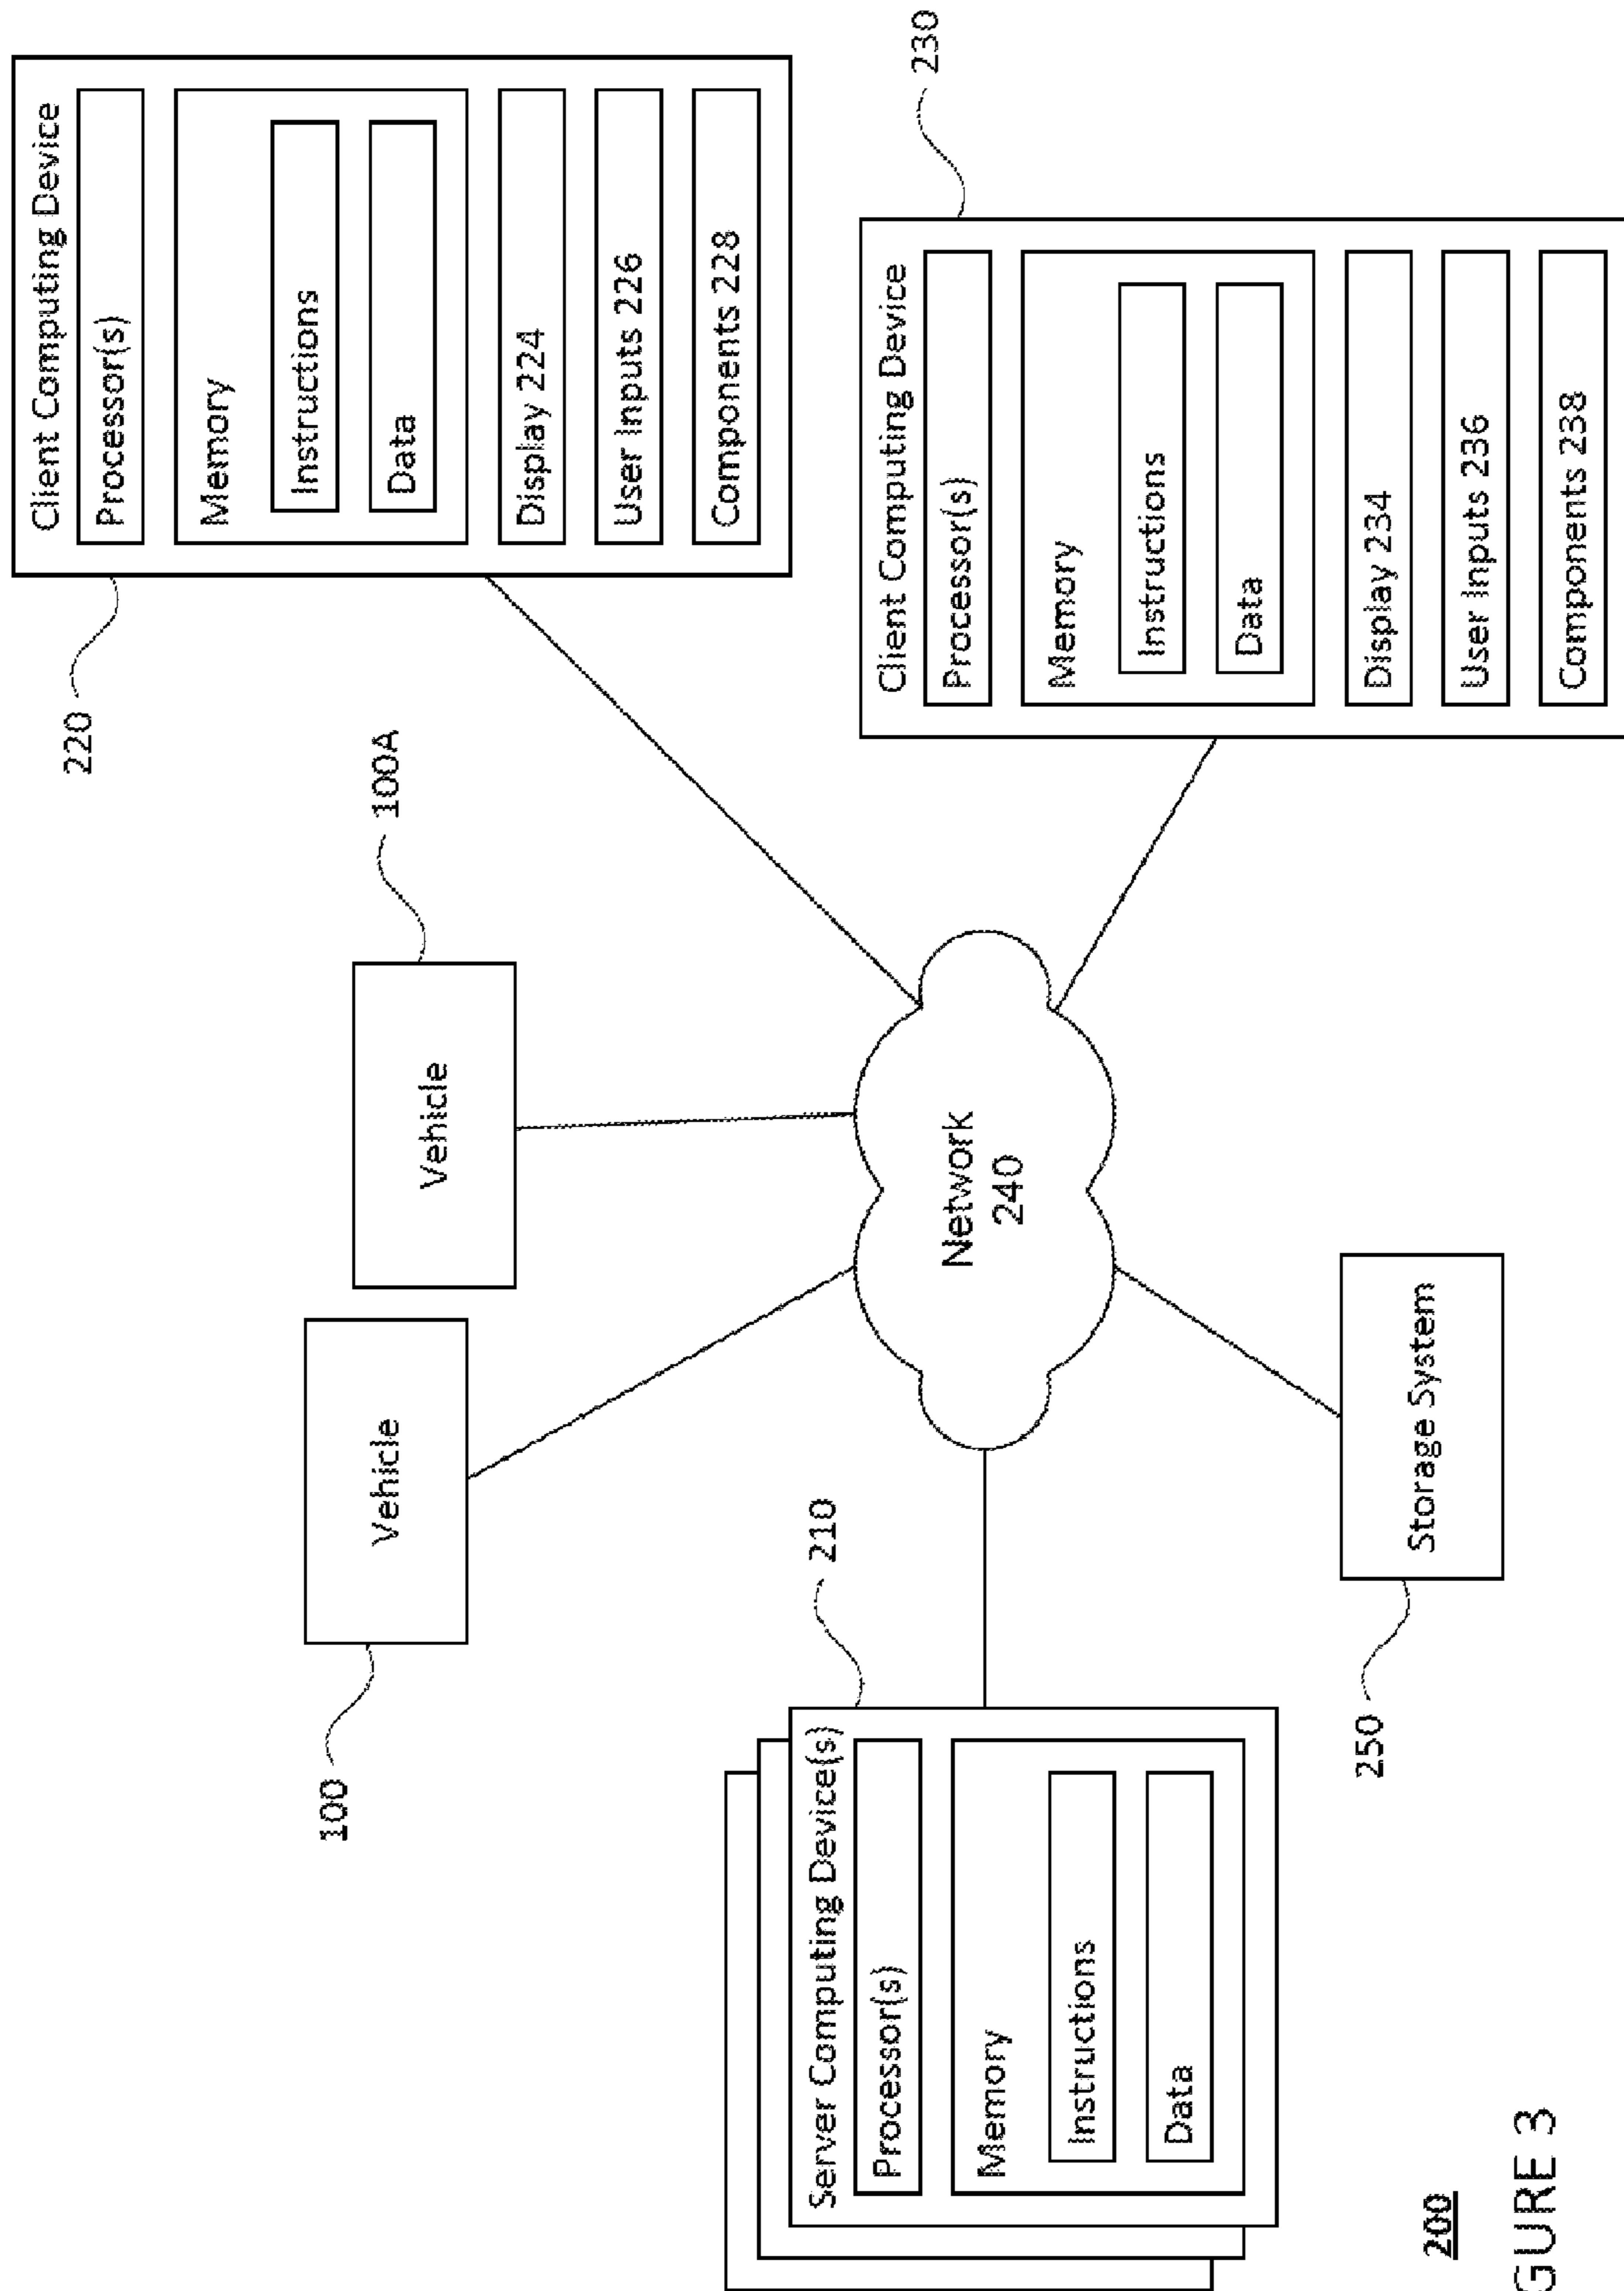 100
Vehicle
Vehicle
100A
220
Client Computing Device
Processor(s)
Memory
Instructions
Data
Display 224
User Inputs 226
Components 228
210
Server Computing Device(s)
Processor(s)
Memory
Instructions
Data
Network
240
230
Client Computing Device
Processor(s)
Memory
Instructions
Data
Display 234
User Inputs 236
Components 238
250
Storage System
200
GURE 3